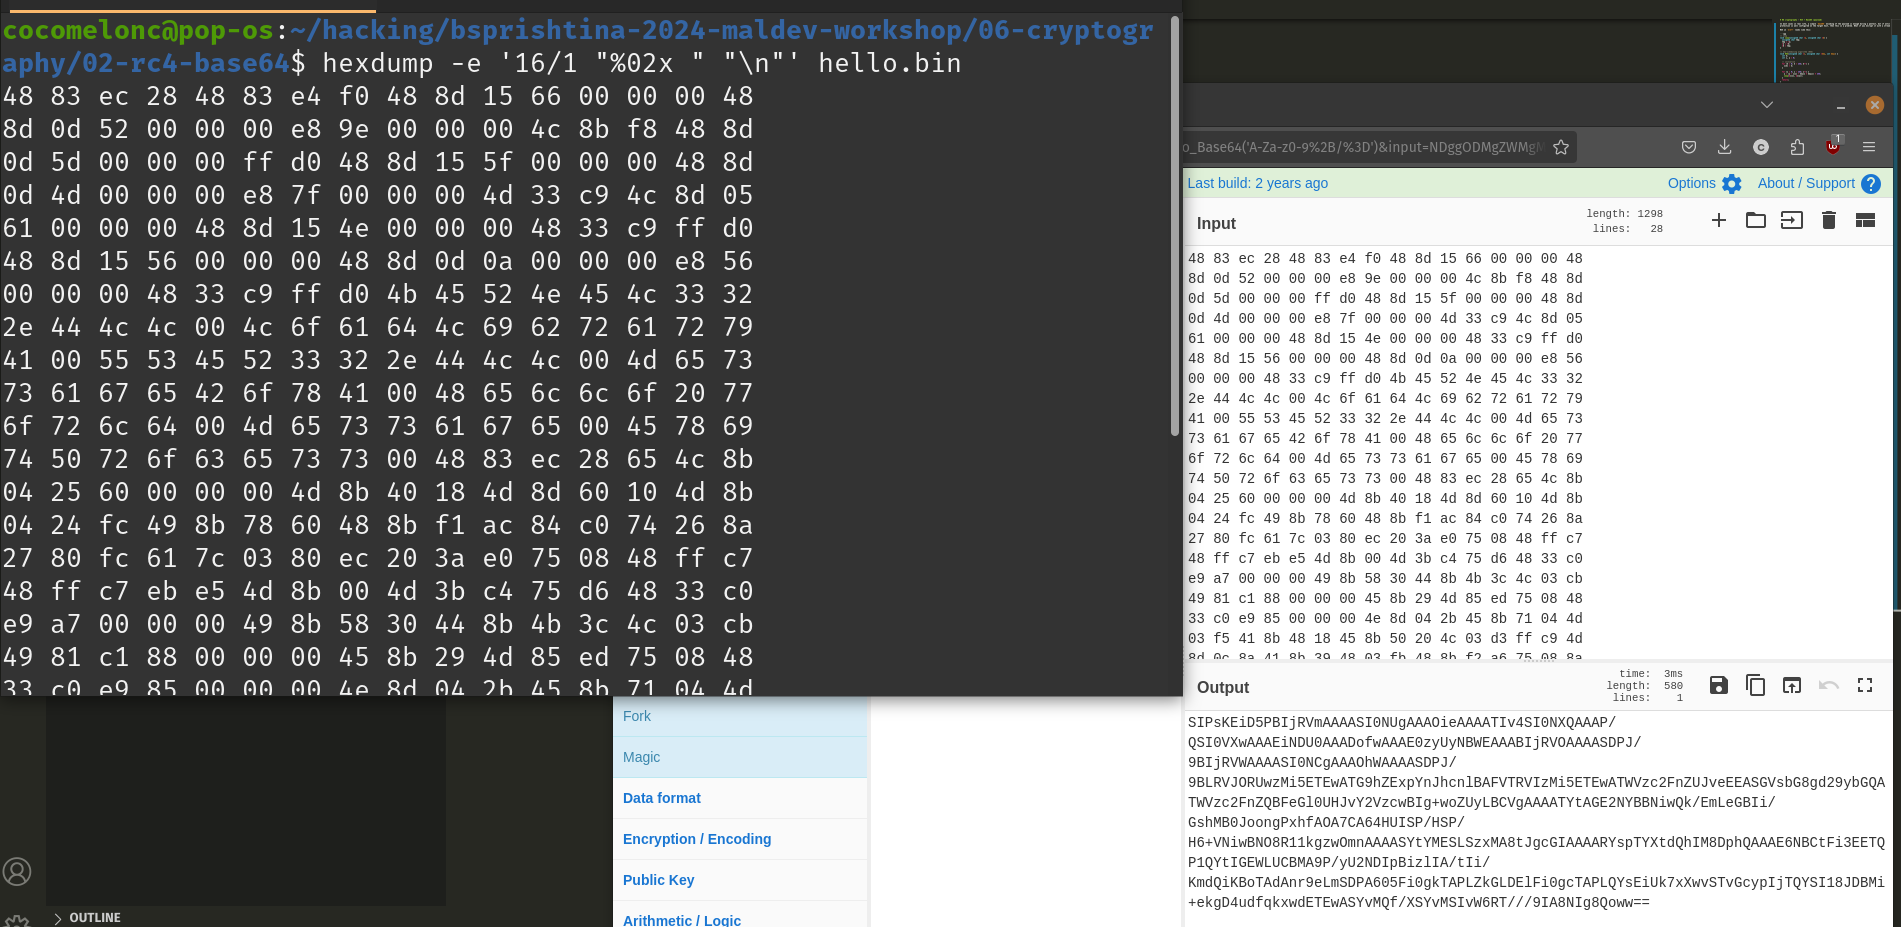 cocomelonc@pop-os:~/hacking/bsprishtina-2024-maldev-workshop/06-cryptogr
aphy/02-rc4-base64$ hexdump -e '16/1 "%02x " "\n"' hello.bin
48 83 ec 28 48 83 e4 f0 48 8d 15 66 00 00 00 48
8d 0d 52 00 00 00 e8 9e 00 00 00 4c 8b f8 48 8d
0d 5d 00 00 00 ff d0 48 8d 15 5f 00 00 00 48 8d
0d 4d 00 00 00 e8 7f 00 00 00 4d 33 c9 4c 8d 05
61 00 00 00 48 8d 15 4e 00 00 00 48 33 c9 ff d0
48 8d 15 56 00 00 00 48 8d 0d 0a 00 00 00 e8 56
00 00 00 48 33 c9 ff d0 4b 45 52 4e 45 4c 33 32
2e 44 4c 4c 00 4c 6f 61 64 4c 69 62 72 61 72 79
41 00 55 53 45 52 33 32 2e 44 4c 4c 00 4d 65 73
73 61 67 65 42 6f 78 41 00 48 65 6c 6c 6f 20 77
6f 72 6c 64 00 4d 65 73 73 61 67 65 00 45 78 69
74 50 72 6f 63 65 73 73 00 48 83 ec 28 65 4c 8b
04 25 60 00 00 00 4d 8b 40 18 4d 8d 60 10 4d 8b
04 24 fc 49 8b 78 60 48 8b f1 ac 84 c0 74 26 8a
27 80 fc 61 7c 03 80 ec 20 3a e0 75 08 48 ff c7
48 ff c7 eb e5 4d 8b 00 4d 3b c4 75 d6 48 33 c0
e9 a7 00 00 00 49 8b 58 30 44 8b 4b 3c 4c 03 cb
49 81 c1 88 00 00 00 45 8b 29 4d 85 ed 75 08 48
33 c0 e9 85 00 00 00 4e 8d 04 2b 45 8b 71 04 4d
o_Base64('A-Za-z0-9%2B/%3D')&input=NDggODMgZWMg
1
Last build: 2 years ago
Options
About / Support
Input
length: 1298
lines: 28
48 83 ec 28 48 83 e4 f0 48 8d 15 66 00 00 00 48
8d 0d 52 00 00 00 e8 9e 00 00 00 4c 8b f8 48 8d
0d 5d 00 00 00 ff d0 48 8d 15 5f 00 00 00 48 8d
0d 4d 00 00 00 e8 7f 00 00 00 4d 33 c9 4c 8d 05
61 00 00 00 48 8d 15 4e 00 00 00 48 33 c9 ff d0
48 8d 15 56 00 00 00 48 8d 0d 0a 00 00 00 e8 56
00 00 00 48 33 c9 ff d0 4b 45 52 4e 45 4c 33 32
2e 44 4c 4c 00 4c 6f 61 64 4c 69 62 72 61 72 79
41 00 55 53 45 52 33 32 2e 44 4c 4c 00 4d 65 73
73 61 67 65 42 6f 78 41 00 48 65 6c 6c 6f 20 77
6f 72 6c 64 00 4d 65 73 73 61 67 65 00 45 78 69
74 50 72 6f 63 65 73 73 00 48 83 ec 28 65 4c 8b
04 25 60 00 00 00 4d 8b 40 18 4d 8d 60 10 4d 8b
04 24 fc 49 8b 78 60 48 8b f1 ac 84 c0 74 26 8a
27 80 fc 61 7c 03 80 ec 20 3a e0 75 08 48 ff c7
48 ff c7 eb e5 4d 8b 00 4d 3b c4 75 d6 48 33 c0
e9 a7 00 00 00 49 8b 58 30 44 8b 4b 3c 4c 03 cb
49 81 c1 88 00 00 00 45 8b 29 4d 85 ed 75 08 48
33 c0 e9 85 00 00 00 4e 8d 04 2b 45 8b 71 04 4d
03 f5 41 8b 48 18 45 8b 50 20 4c 03 d3 ff c9 4d
8d 0c 8a 41 8b 39 48 03 fb 48 8b f2 a6 75 08 8a
Output
time: 3ms
length: 580
lines: 1
SIPsKEiD5PBIjRVmAAAASI0NUgAAAOieAAAATIv4SI0NXQAAAP/
QSI0VXwAAAEiNDU0AAADofwAAAE0zyUyNBWEAAABIjRVOAAAASDPJ/
9BIjRVWAAAASI0NCgAAAOhWAAAASDPJ/
9BLRVJORUwzMi5ETEwATG9hZExpYnJhcnlBAFVTRVIzMi5ETEwATWVzc2FnZUJveEEASGVsbG8gd29ybGQA
TWVzc2FnZQBFeGl0UHJvY2VzcwBIg+woZUyLBCVgAAAATYtAGE2NYBBNiwQk/EmLeGBIi/
GshMB0JoongPxhfAOA7CA64HUISP/HSP/
H6+VNiwBNO8R11kgzwOmnAAAASYtYMESLSzxMA8tJgcGIAAAARYspTYXtdQhIM8DphQAAAE6NBCtFi3EETQ
P1QYtIGEWLUCBMA9P/yU2NDIpBizlIA/tIi/
KmdQiKBoTAdAnr9eLmSDPA605Fi0gkTAPLZkGLDElFi0gcTAPLQYsEiUk7xXwvSTvGcypIjTQYSI18JDBMi
+ekgD4udfqkxwdETEwASYvMQf/XSYvMSIvW6RT///9IA8NIg8Qoww==
Fork
Magic
Data format
Encryption / Encoding
Public Key
Arithmetic / Logic
OUTLINE